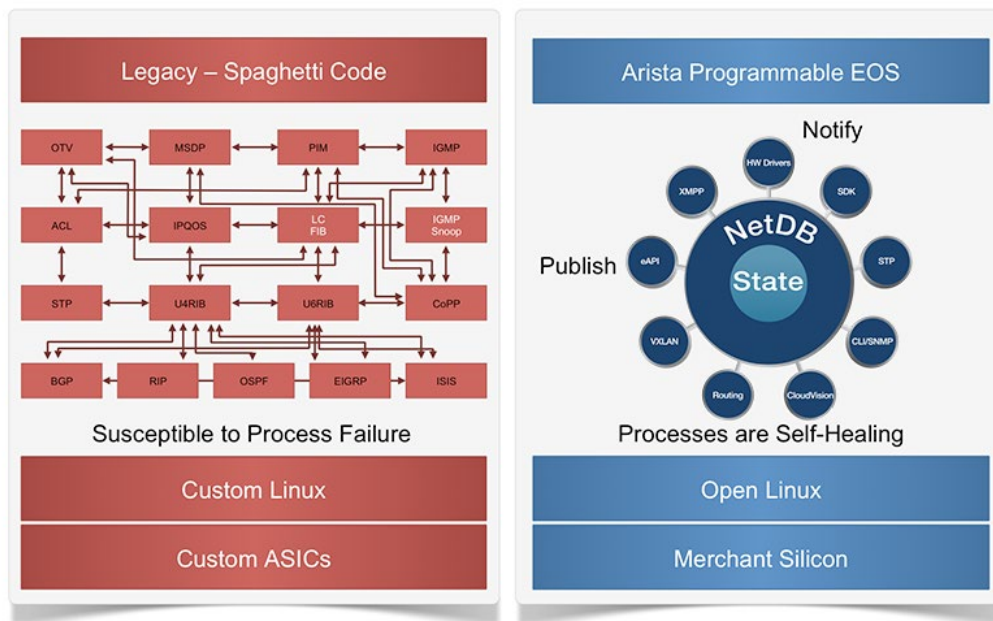 Legacy – Spaghetti Code
OTV
MSDP
PIM
IGMP
ACL
IPQOS
LC
FIB
IGMP
Snoop
STP
U4RIB
U6RIB
CoPP
BGP
RIP
OSPF
EIGRP
ISIS
Susceptible to Process Failure
Custom Linux
Custom ASICs
Arista Programmable EOS
Notify
HW Drivers
XMPP
SDK
NetDB
Publish
eAPI
State
STP
VXLAN
CLI/SNMP
Routing
CloudVision
Processes are Self-Healing
Open Linux
Merchant Silicon